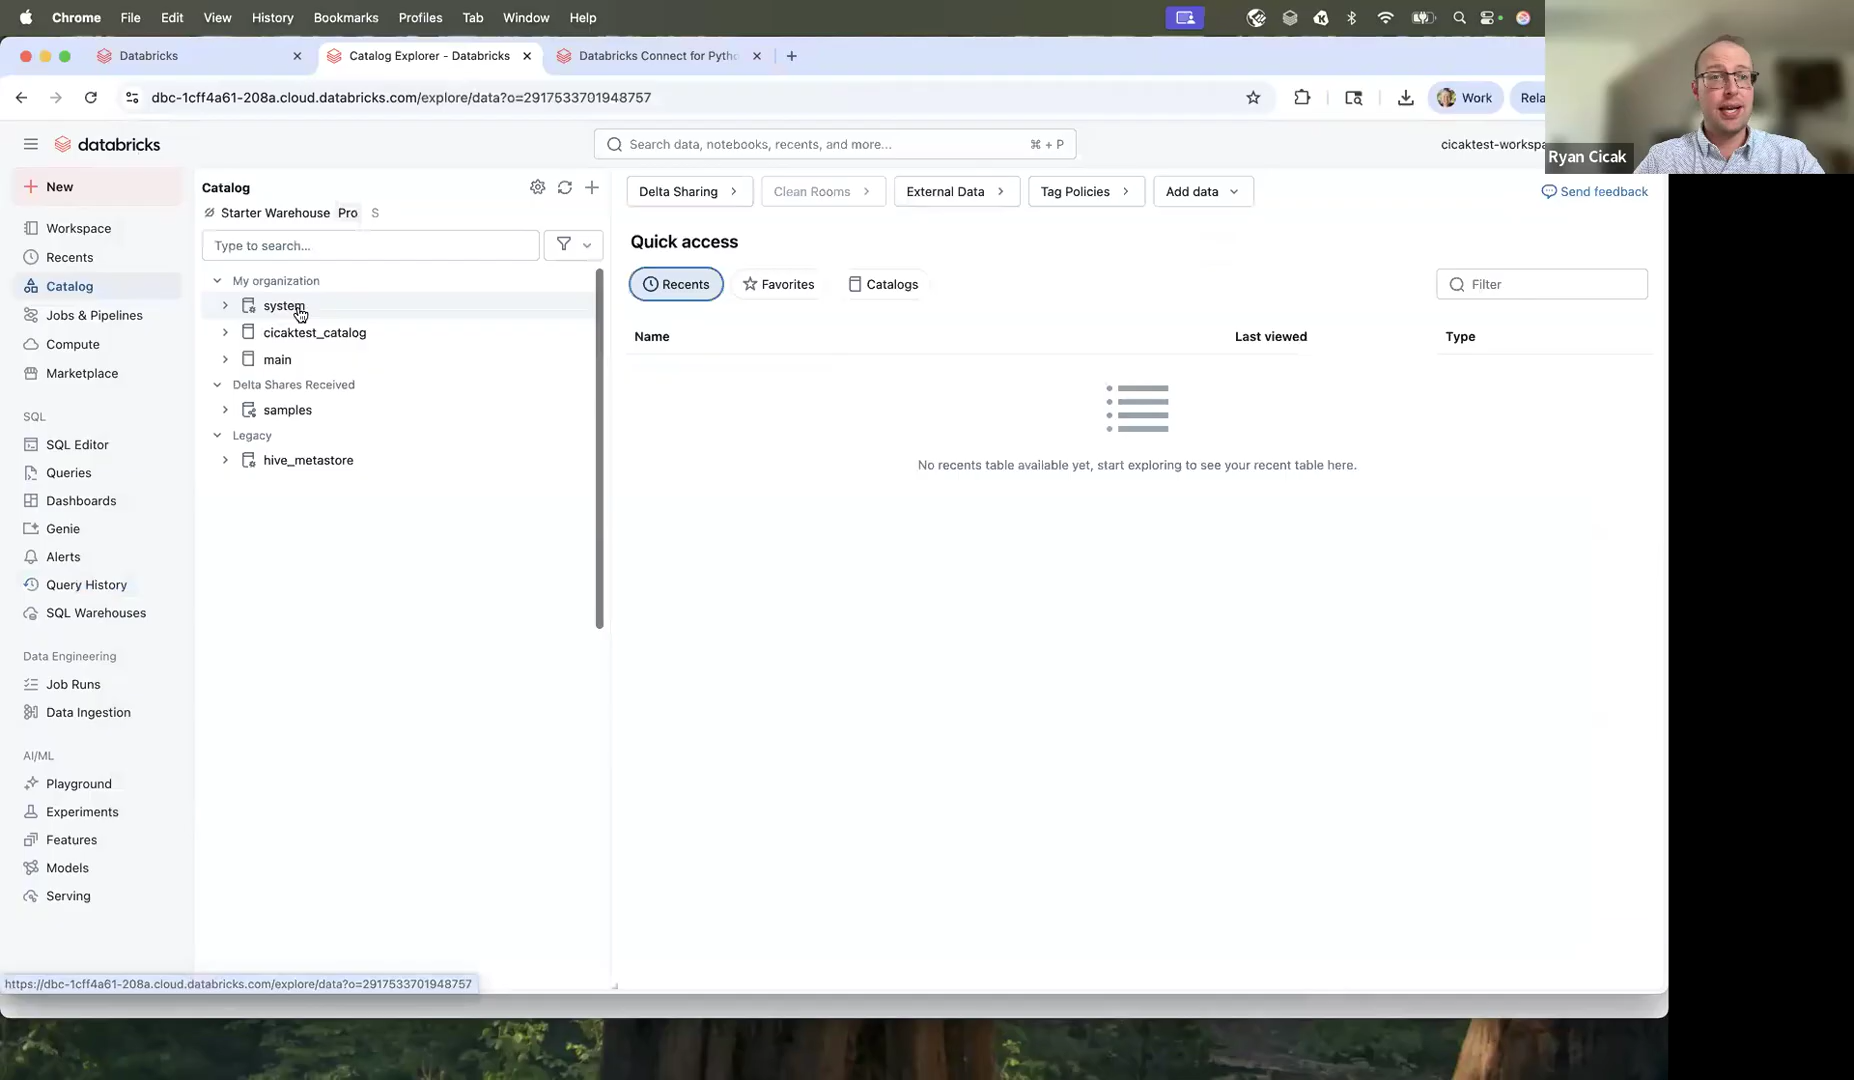 Chrome File Edit View History Bookmarks Profiles Tab Window Help
Databricks
Catalog Explorer - Databricks
Databricks Connect for Pytho
dbc-1cff4a61-208a.cloud.databricks.com/explore/data?o=2917533701948757
Work
Rela
databricks
Search data, notebooks, recents, and more...
⌘ + P
cicaktest-workspa
Ryan Cicak
New
Workspace
Recents
Catalog
Jobs & Pipelines
Compute
Marketplace
SQL
SQL Editor
Queries
Dashboards
Genie
Alerts
Query History
SQL Warehouses
Data Engineering
Job Runs
Data Ingestion
AI/ML
Playground
Experiments
Features
Models
Serving
Catalog
Starter Warehouse Pro S
Type to search...
My organization
system
cicaktest_catalog
main
Delta Shares Received
samples
Legacy
hive_metastore
Delta Sharing
Clean Rooms
External Data
Tag Policies
Add data
Send feedback
Quick access
Recents
Favorites
Catalogs
Filter
Name Last viewed Type
No recents table available yet, start exploring to see your recent table here.
https://dbc-1cff4a61-208a.cloud.databricks.com/explore/data?o=2917533701948757